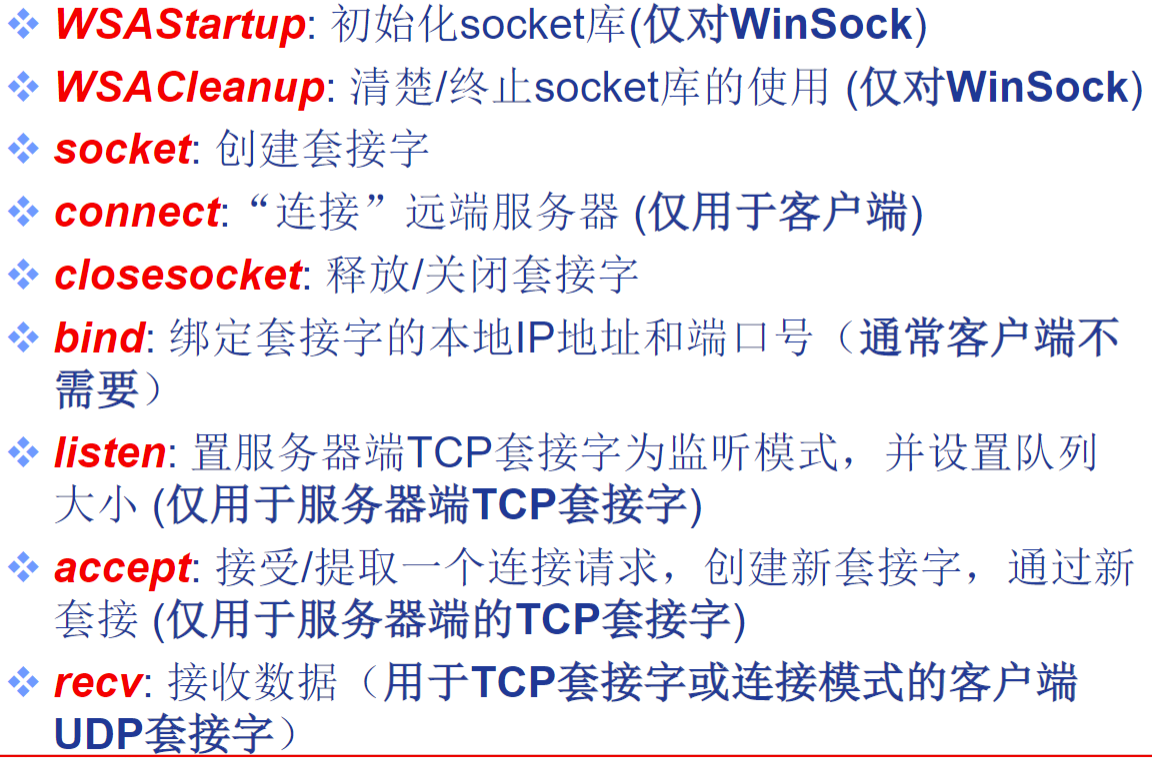 WSAStartup: 初始化socket库(仅对WinSock)
WSACleanup: 清楚/终止socket库的使用 (仅对WinSock)
socket: 创建套接字
connect:“连接”远端服务器 (仅用于客户端)
closesocket: 释放/关闭套接字
bind: 绑定套接字的本地IP地址和端口号（通常客户端不
需要）
listen: 置服务器端TCP套接字为监听模式，并设置队列
大小 (仅用于服务器端TCP套接字)
accept: 接受/提取一个连接请求，创建新套接字，通过新
套接 (仅用于服务器端的TCP套接字)
recv: 接收数据（用于TCP套接字或连接模式的客户端
UDP套接字）